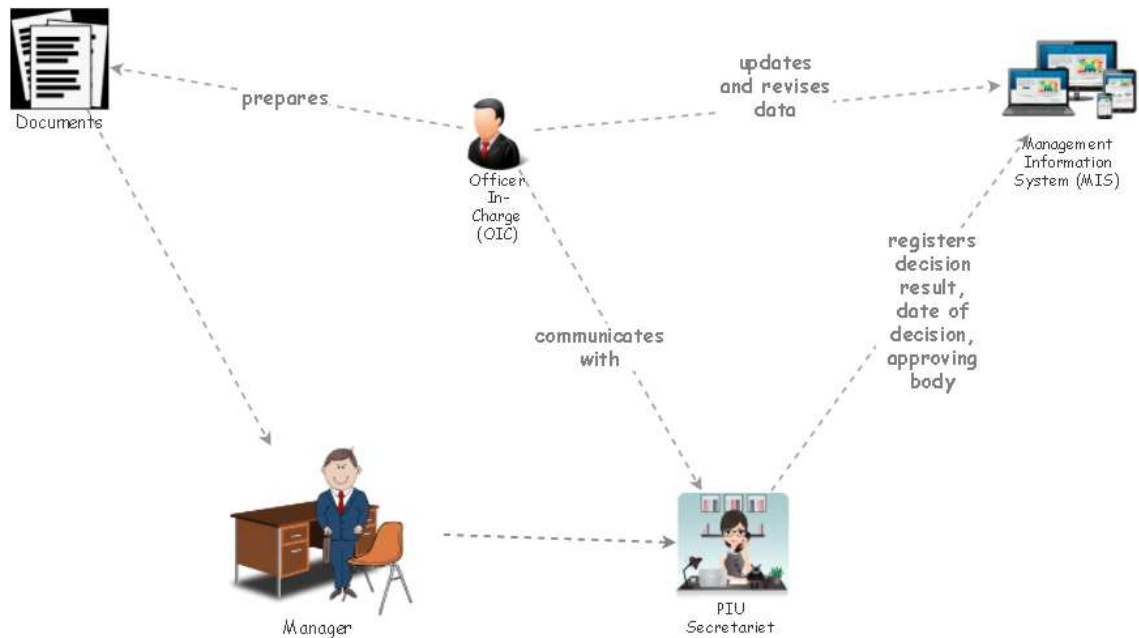 Documents
prepares
Officer
In-
Charge
(OIC)
updates
and revises
data
Management
Information
System (MIS)
registers
decision
result,
date of
decision,
approving
body
communicates
with
Manager
PIU
Secretariet